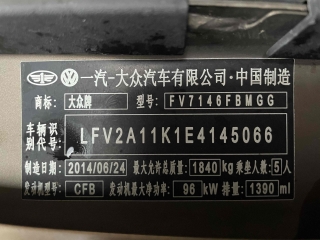 一汽-大众汽车有限公司·中国制造
商标: 大众牌 型号: FV7146FBMGG
车辆识别代号: LFV2A11K1E4145066
制造日期: 2014/06/24 最大允许总质量: 1840 kg 乘坐人数: 5 人
发动机型号: CFB 发动机最大净功率: 96 kW 排量: 1390 ml